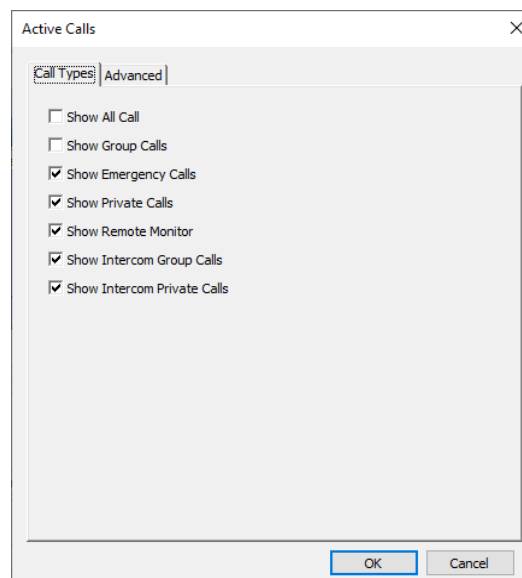 Active Calls
Call Types Advanced
Show All Call
Show Group Calls
Show Emergency Calls
Show Private Calls
Show Remote Monitor
Show Intercom Group Calls
Show Intercom Private Calls
OK Cancel